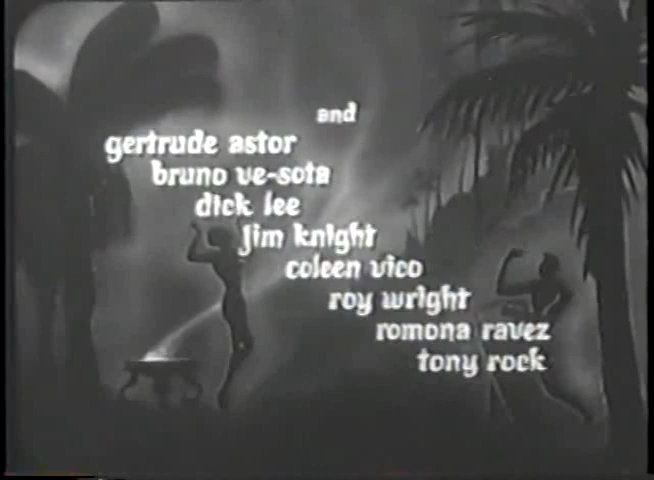 and
gertrude astor
bruno ve-sota
dick lee
jim knight
coleen vico
roy wright
romona ravez
tony rock